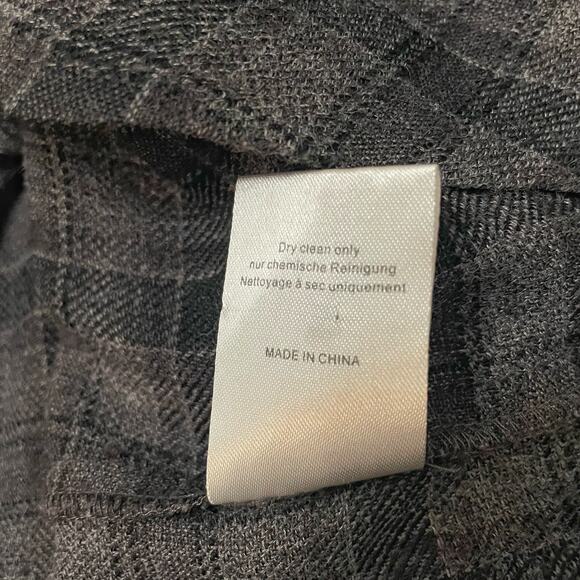 Dry clean only
nur chemische Reinigung
Nettoyage à sec uniquement
MADE IN CHINA